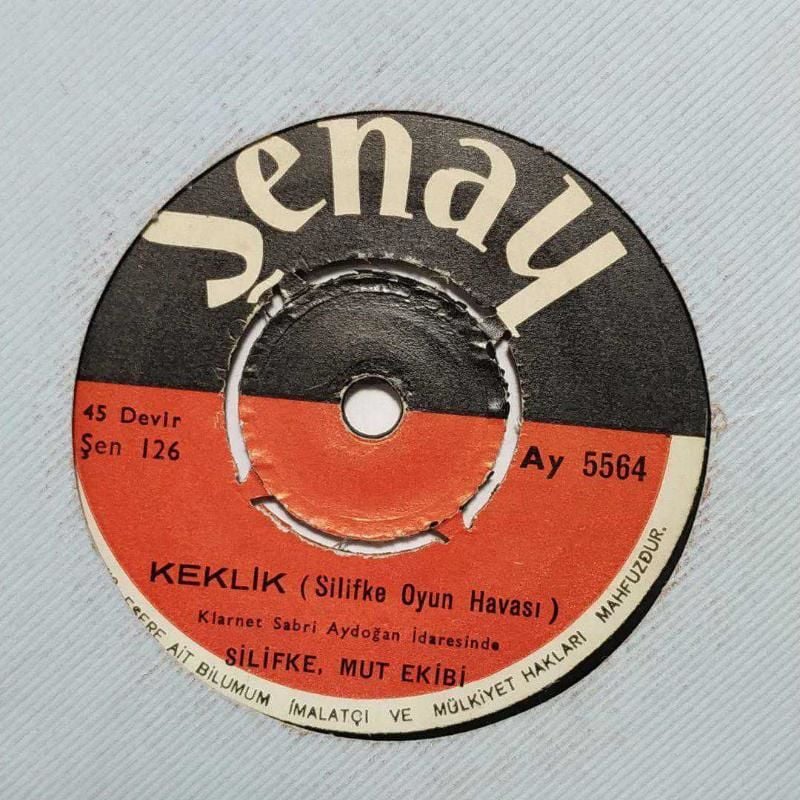 Şenay
45 Devir
Şen 126
Ay 5564
KEKLİK (Silifke Oyun Havası)
Klarnet Sabri Aydoğan İdaresinde
SİLİFKE, MUT EKİBİ
ESERE AİT BİLUMUM İMALATÇI VE MÜLKİYET HAKLARI MAHFUZDUR.